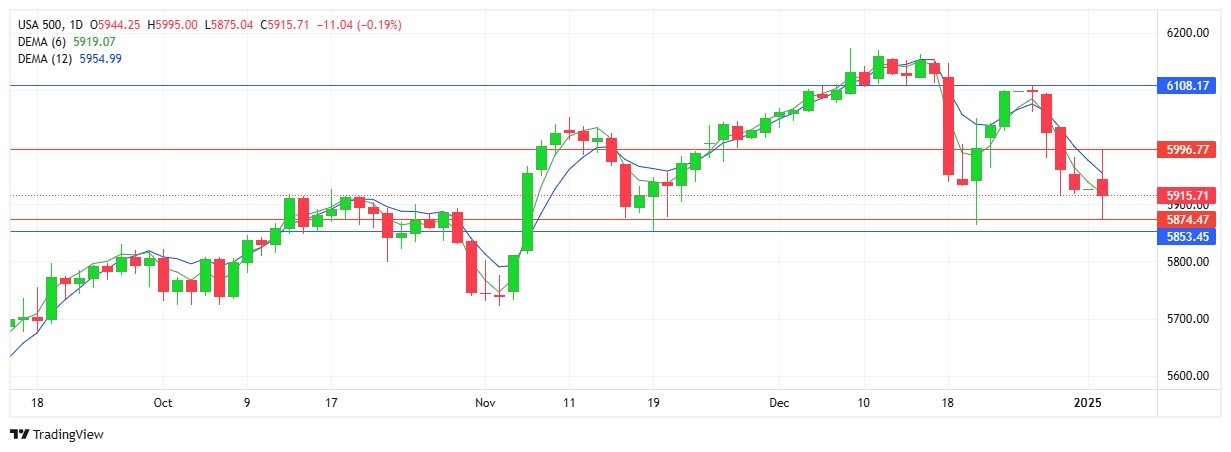 USA 500, 1D O5944.25 H5995.00 L5875.04 C5915.71 −11.04 (−0.19%)
DEMA (6) 5919.07
DEMA (12) 5954.99
6200.00
6108.17
5996.77
5915.71
5900.00
5874.47
5853.45
5800.00
5700.00
5600.00
18 Oct 9 17 Nov 11 19 Dec 10 18 2025
TradingView